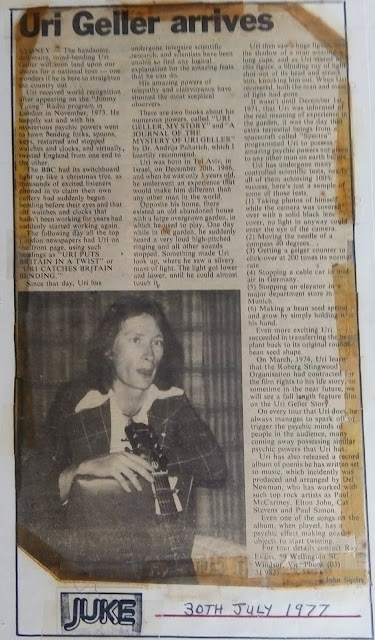 Uri Geller arrives
SYDNEY — The handsome,
debonaire, mind-bending Uri
Geller will soon land upon our
shores for a national tour — one
wonders if he is here to straighten
the country out.
Uri received world recognition
after appearing on the "Jimmy
Young" Radio program in
London in November, 1973. He
simply sat and with his
mysterious psychic powers went
to town bending forks, spoons,
keys, restarted and stopped
watches and clocks, and virtually,
twisted England from one end to
the other.
The BBC had its switchboard
light up like a christmas tree, as
thousands of excited listeners
phoned in to claim their own
cutlery had suddenly begun
bending before their eyes and that
old watches and clocks that
hadn't been working for years had
suddenly started working again.
The following day all the top
London newspapers had Uri on
the front page, using such
headings as "URI PUTS
BRITAIN IN A TWIST"
"URI CATCHES BRITAIN
BENDING."
Since that day, Uri has
undergone intensive scientific
research, and scientists have been
unable to find any logical
explanation for the amazing feats
that he can do.
His amazing powers of
telepathy and clairvoyance have
stunned the most sceptical
observers.
There are two books about his
well known powers, called "URI
GELLER, MY STORY" and "A
JOURNAL OF THE
MYSTERY OF URI GELLER"
by Dr. Andrija Puharich, which I
eagerly recommend.
Uri was born in Tel Aviv, in
Israel, on December 20th, 1946,
and when he was only 3 years old,
he underwent an experience that
would make him different than
any other man in the world.
Opposite his home, there
existed an old abandoned house
with a large overgrown garden, in
which he used to play. One day
while in the garden, he suddenly
heard a very loud high-pitched
ringing and all other sounds
stopped. Something made Uri
look up, where he saw a silvery
mass of light. The light got lower
and lower, until he could almost
touch it.
Uri then saw a huge figure
the shadow of a man wearing a
long cape, and as Uri stared at
this figure, a blinding ray of light
shot out of the head and struck
him, knocking him out. When he
recovered, both the man and the
mass of light had gone.
It wasn't until December 1st,
1971, that Uri was informed of the
real meaning of his experience in
the garden, it was the day that
extra terrestrial beings from a
spacecraft called "Spectra"
programmed Uri to possess more
amazing psychic powers than
any other man on earth has.
Uri has undergone many
controlled scientific tests, with
all of them achieving 100%
success, here's just a sample of
some of those tests.
(1) Taking photos of himself
while the camera was covered
over with a solid black lens
cover, no light in anyway could
enter the eye of the camera.
(2) Moving the needle of a
compass 40 degrees.
(3) Getting a geiger counter to
click-over at 200 times its normal
rate.
(4) Stopping a cable car in mid-
air in Germany.
(5) Stopping an elevator in a
major department store in
Munich.
(6) Making a bean seed sprout
and grow by simply holding it in
his hand.
Even more exciting Uri
succeeded in transferring the bean
plant back to its original round
bean seed shape.
On March, 1974, Uri learnt
that the Roberg Stingwood
Organisation had contracted for
the film rights to his life story, so
sometime in the near future, we
will see a full length feature film
on the Uri Geller Story.
On every tour that Uri does, he
always manages to spark off or
trigger the psychic minds of
people in the audience, many
coming away possessing similar
psychic powers that Uri has.
Uri has also released a record
album of poems he has written set
to music, which incidently was
produced and arranged by Del
Newman, who has worked with
such top rock artists as Paul
McCartney, Elton John, Cat
Stevens and Paul Simon.
Even one of the songs on the
album, when played, has a
psychic effect making nearby
objects to start twisting.
For tour details contact Ray
Evans, 59 Wellington St.,
Windsor, Vic. Phone (03)
JUKE
30TH JULY 1977